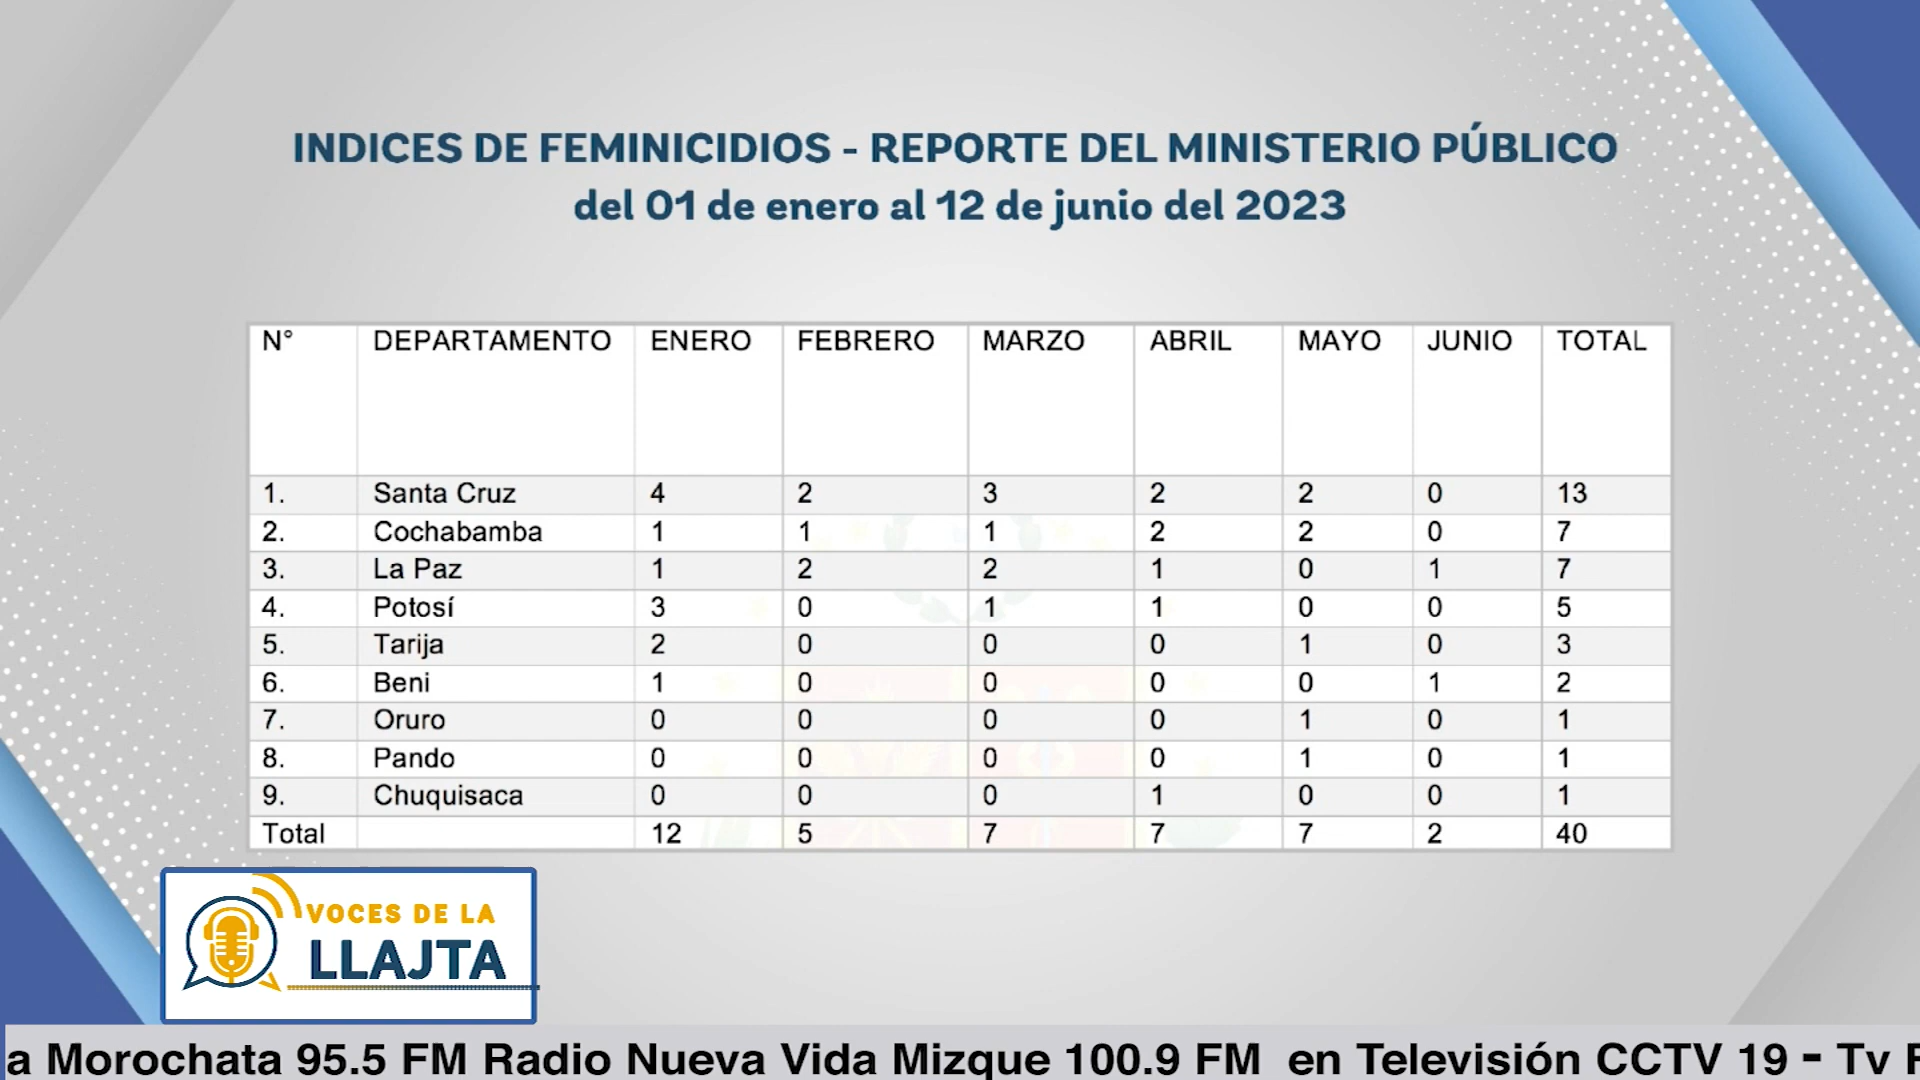 INDICES DE FEMINICIDIOS - REPORTE DEL MINISTERIO PÚBLICO
del 01 de enero al 12 de junio del 2023
N° DEPARTAMENTO ENERO FEBRERO MARZO ABRIL MAYO JUNIO TOTAL
1. Santa Cruz 4 2 3 2 2 0 13
2. Cochabamba 1 1 1 2 2 0 7
3. La Paz 1 2 2 1 0 1 7
4. Potosí 3 0 1 1 0 0 5
5. Tarija 2 0 0 0 1 0 3
6. Beni 1 0 0 0 0 1 2
7. Oruro 0 0 0 0 1 0 1
8. Pando 0 0 0 0 1 0 1
9. Chuquisaca 0 0 0 1 0 0 1
Total 12 5 7 7 7 2 40
VOCES DE LA
LLAJTA
a Morochata 95.5 FM Radio Nueva Vida Mizque 100.9 FM en Televisión CCTV 19 - Tv